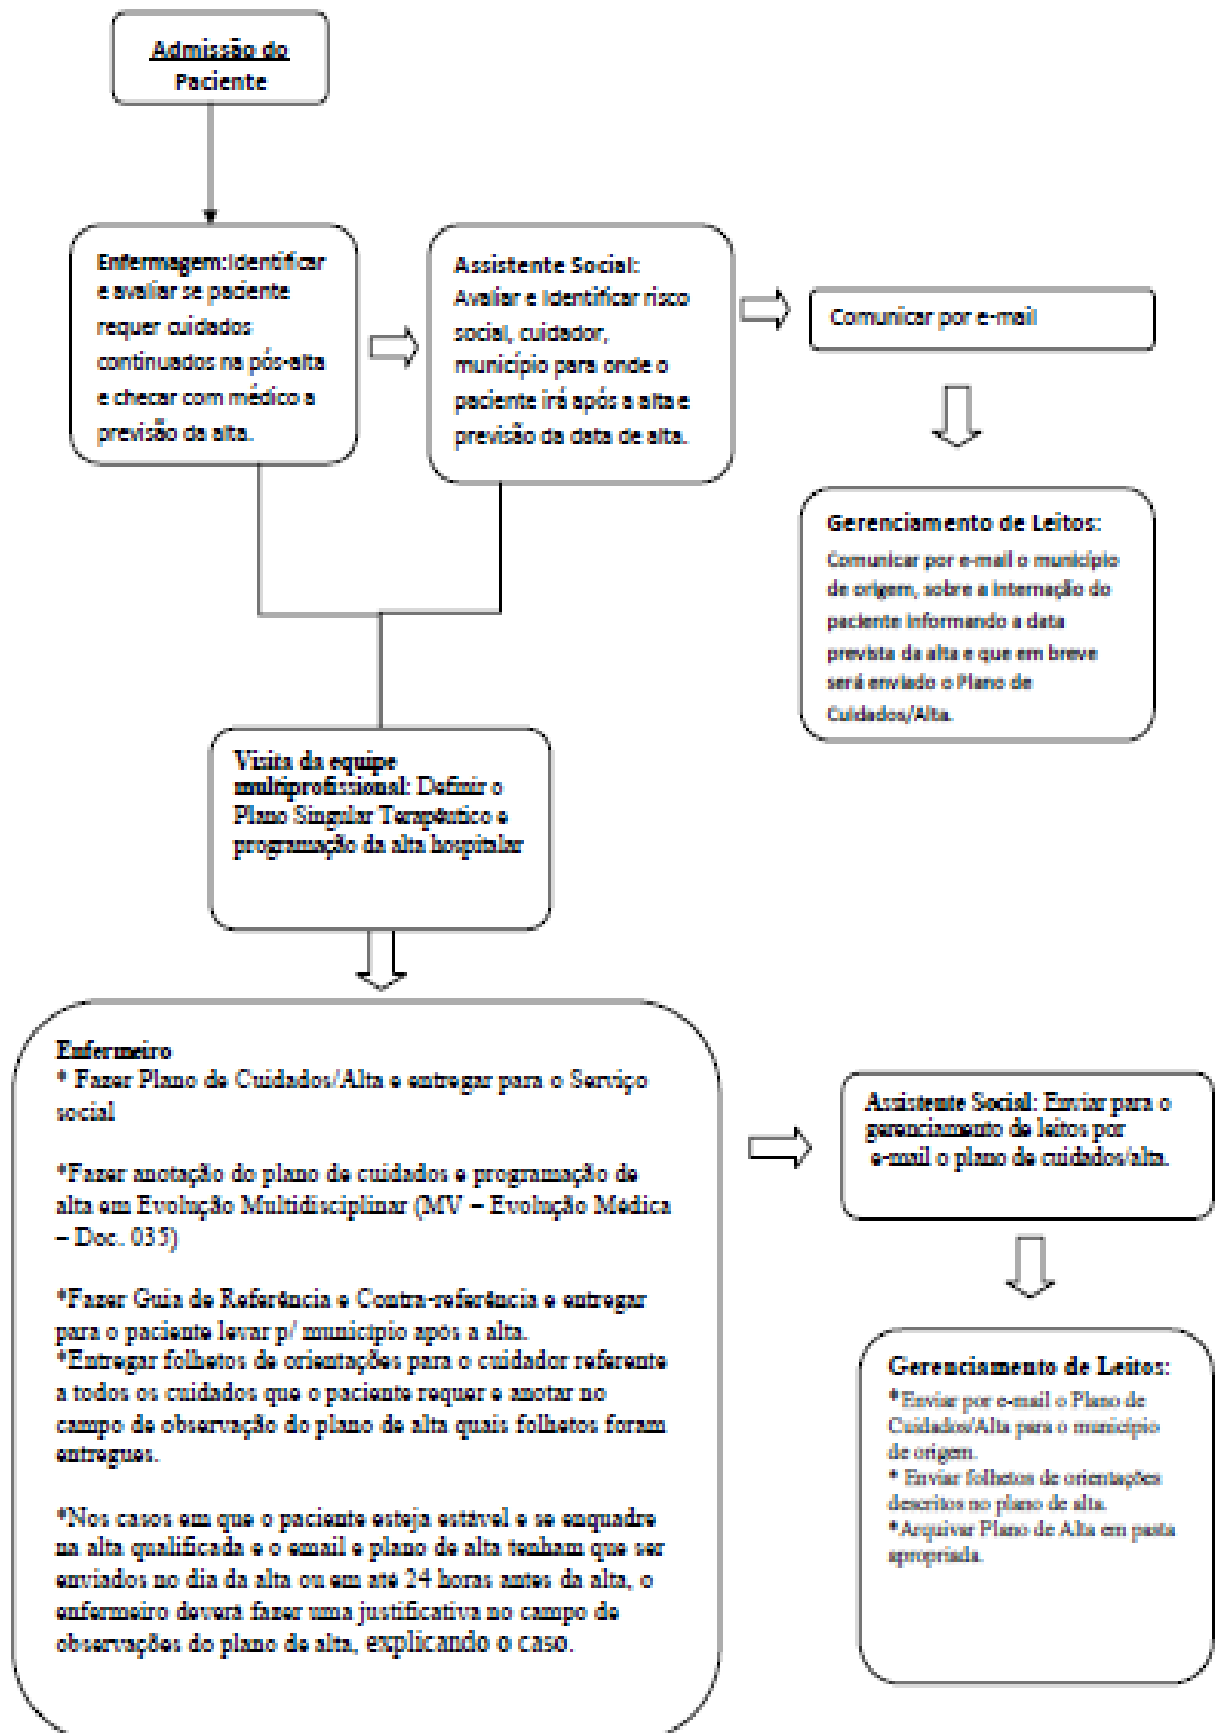 Admissão do
Paciente
Enfermagem:Identificar
e avaliar se paciente
requer cuidados
continuados na pós-alta
e checar com médico a
previsão da alta.
Assistente Social:
Avaliar e Identificar risco
social, cuidador,
município para onde o
paciente irá após a alta e
previsão da data de alta.
Comunicar por e-mail
Gerenciamento de Leitos:
Comunicar por e-mail o município
de origem, sobre a internação do
paciente informando a data
prevista da alta e que em breve
será enviado o Plano de
Cuidados/Alta.
Visita da equipe
multiprofissional: Definir o
Plano Singular Terapêutico e
programação da alta hospitalar
Enfermeiro
* Fazer Plano de Cuidados/Alta e entregar para o Serviço
social
*Fazer anotação do plano de cuidados e programação de
alta em Evolução Multidisciplinar (MV – Evolução Médica
– Doc. 035)
*Fazer Guia de Referência e Contra-referência e entregar
para o paciente levar p/ município após a alta.
*Entregar folhetos de orientações para o cuidador referente
a todos os cuidados que o paciente requer e anotar no
campo de observação do plano de alta quais folhetos foram
entregues.
*Nos casos em que o paciente esteja estável e se enquadre
na alta qualificada e o email e plano de alta tenham que ser
enviados no dia da alta ou em até 24 horas antes da alta, o
enfermeiro deverá fazer uma justificativa no campo de
observações do plano de alta, explicando o caso.
Assistente Social: Enviar para o
gerenciamento de leitos por
e-mail o plano de cuidados/alta.
Gerenciamento de Leitos:
*Enviar por e-mail o Plano de
Cuidados/Alta para o município
de origem.
* Enviar folhetos de orientações
descritos no plano de alta.
*Arquivar Plano de Alta em pasta
apropriada.